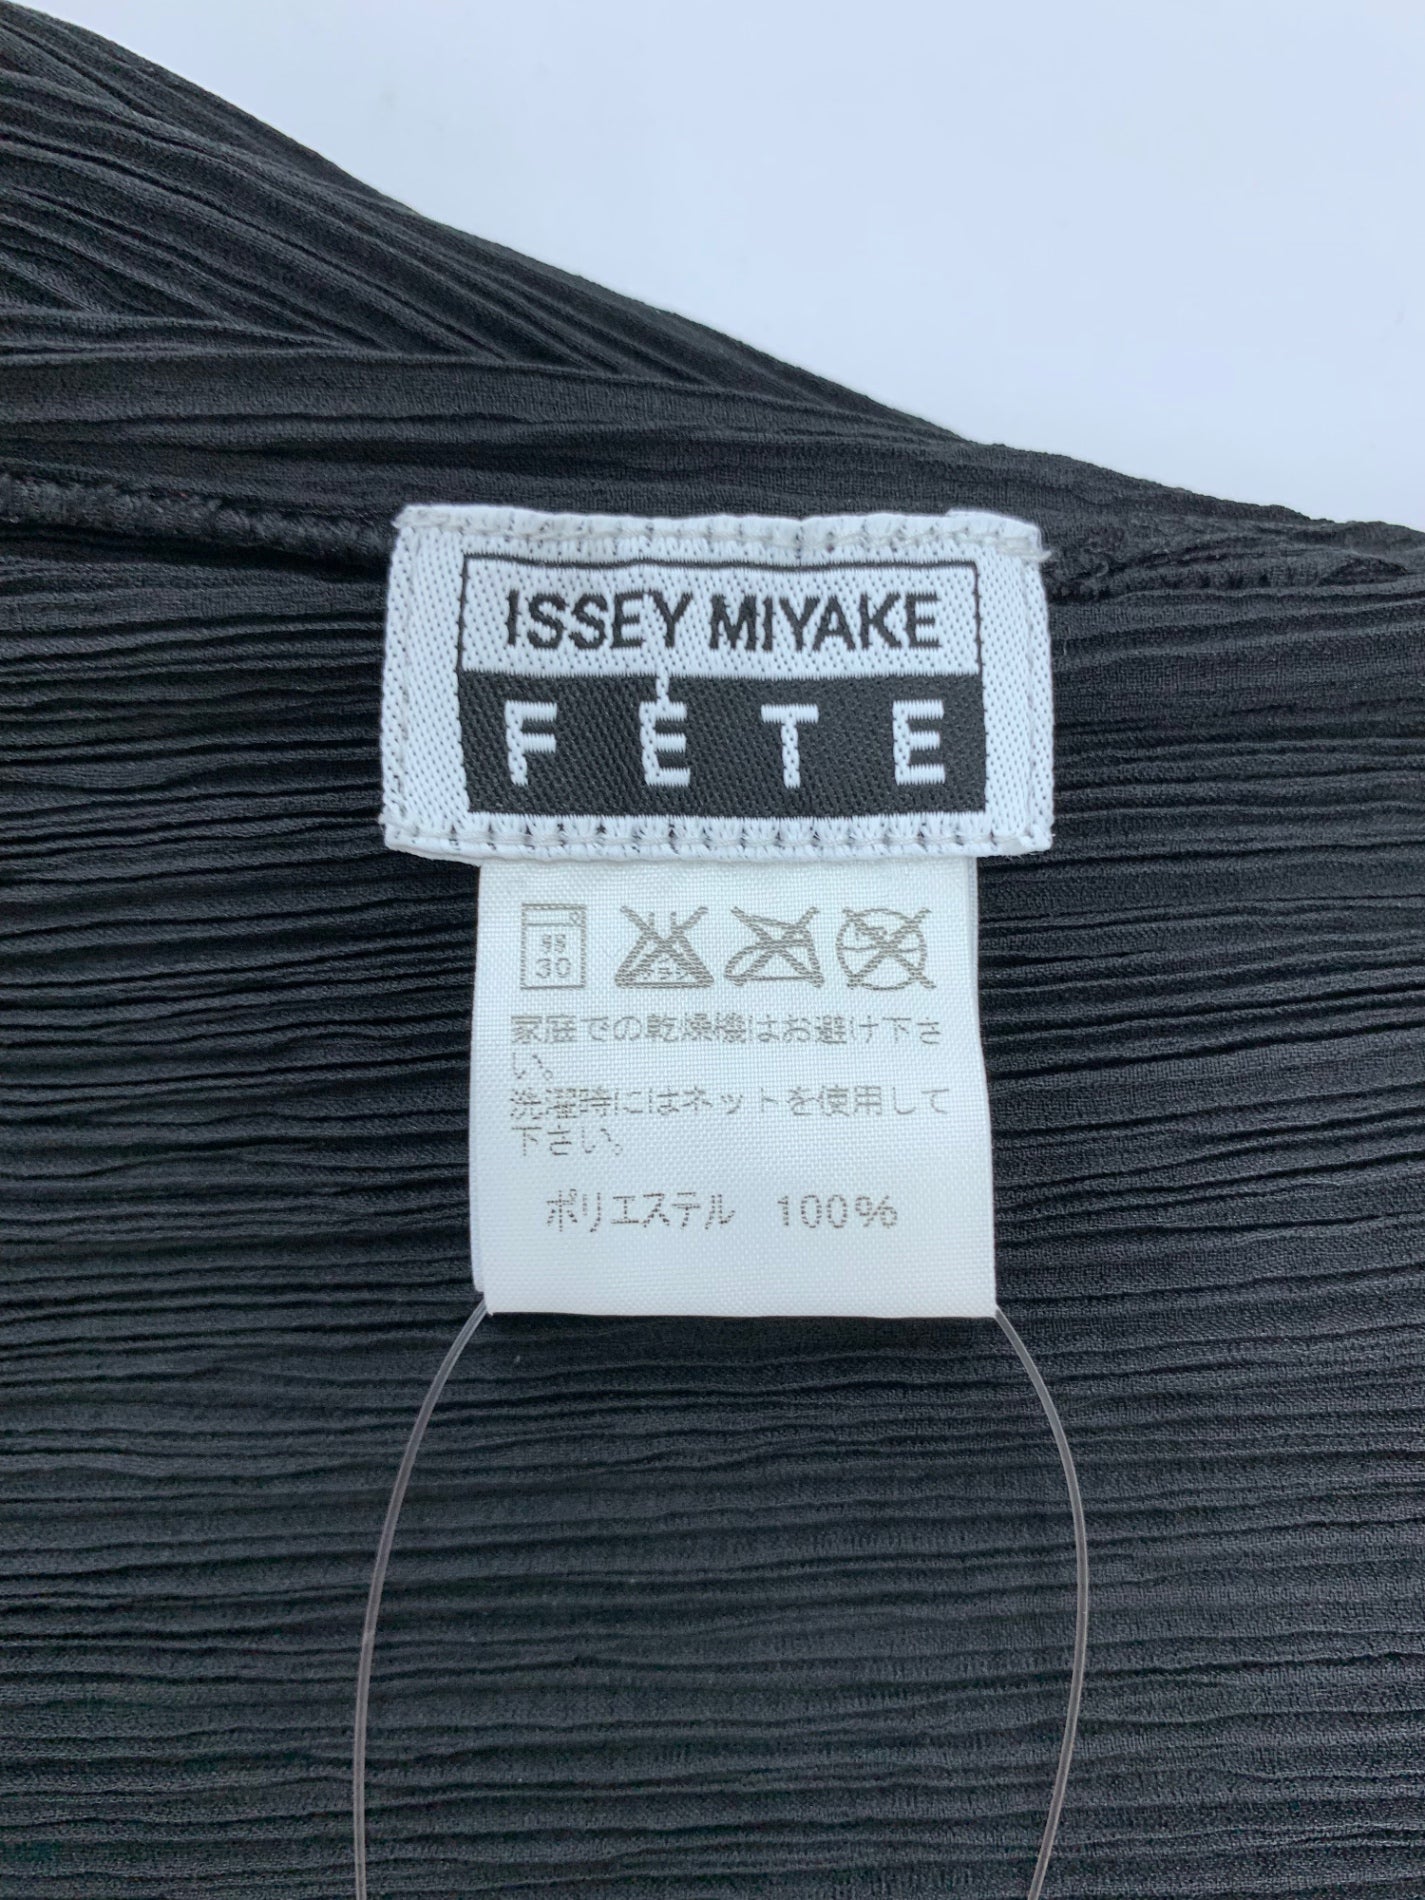 ISSEY MIYAKE
FÊTE
30
家庭での乾燥機はお避け下さ
い。
洗濯時にはネットを使用して
下さい。
ポリエステル 100%